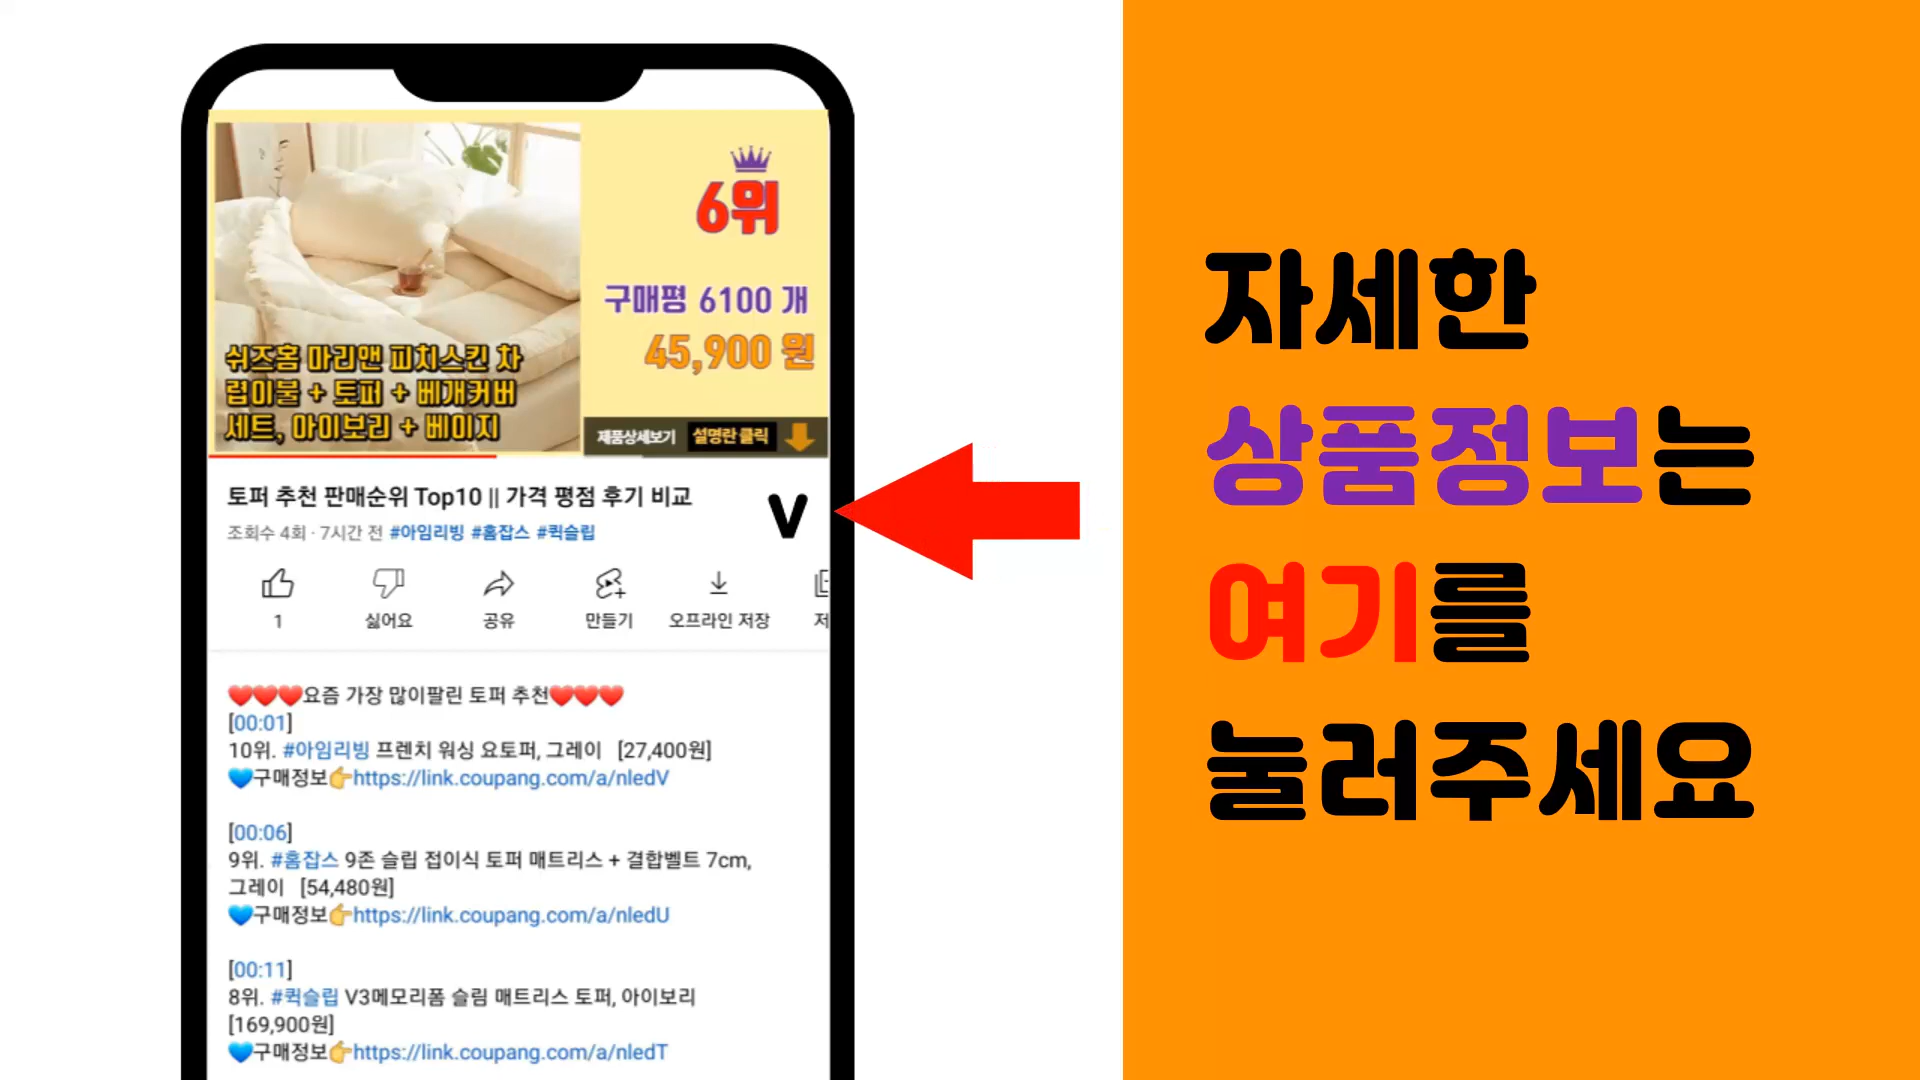 6위
구매평 6100 개
45,900 원
쉬즈홈 마리앤 피치스킨 차
렵이불 + 토퍼 + 베개커버
세트, 아이보리 + 베이지
제품상세보기 설명란 클릭
토퍼 추천 판매순위 Top10 || 가격 평점 후기 비교
조회수 4회 · 7시간 전 #아임리빙 #홈잡스 #퀵슬립
V
1 싫어요 공유 만들기 오프라인 저장 저
❤️❤️❤️요즘 가장 많이팔린 토퍼 추천❤️❤️❤️
[00:01]
10위. #아임리빙 프렌치 워싱 요토퍼, 그레이 [27,400원]
💙구매정보👉https://link.coupang.com/a/nledV
[00:06]
9위. #홈잡스 9존 슬립 접이식 토퍼 매트리스 + 결합벨트 7cm,
그레이 [54,480원]
💙구매정보👉https://link.coupang.com/a/nledU
[00:11]
8위. #퀵슬립 V3메모리폼 슬림 매트리스 토퍼, 아이보리
[169,900원]
💙구매정보👉https://link.coupang.com/a/nledT
자세한
상품정보는
여기를
눌러주세요